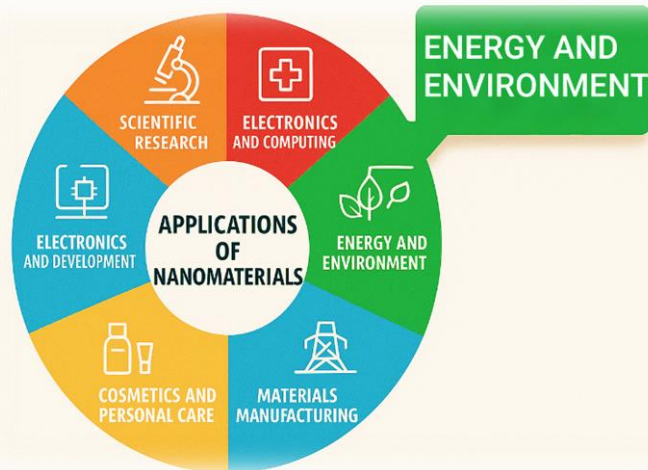 ENERGY AND
ENVIRONMENT
SCIENTIFIC
RESEARCH
ELECTRONICS
AND COMPUTING
ELECTRONICS
AND DEVELOPMENT
APPLICATIONS
OF
NANOMATERIALS
ENERGY AND
ENVIRONMENT
COSMETICS AND
PERSONAL CARE
MATERIALS
MANUFACTURING